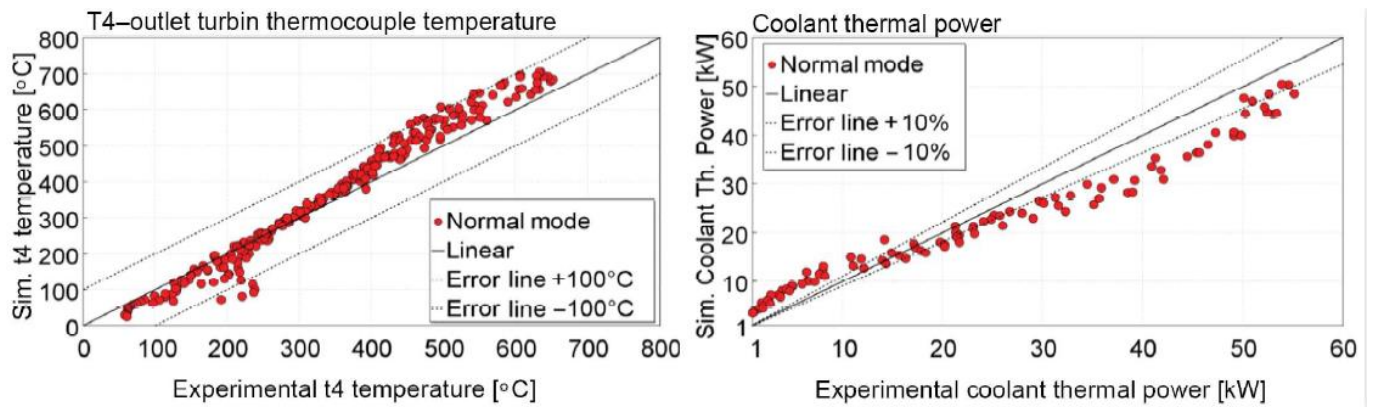 T4–outlet turbin thermocouple temperature
Sim. t4 temperature [°C]
800
700
600
500
400
300
200
100
0
Normal mode
Linear
Error line +100°C
Error line –100°C
0 100 200 300 400 500 600 700 800
Experimental t4 temperature [°C]
Coolant thermal power
Sim. Coolant Th. Power [kW]
60
50
40
30
20
10
1
Normal mode
Linear
Error line +10%
Error line – 10%
1 10 20 30 40 50 60
Experimental coolant thermal power [kW]